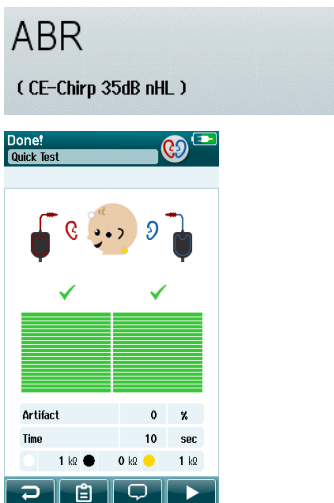 ABR
( CE-Chirp 35dB nHL )
Done!
Quick Test
Artifact 0 %
Time 10 sec
1 kΩ 0 kΩ 1 kΩ